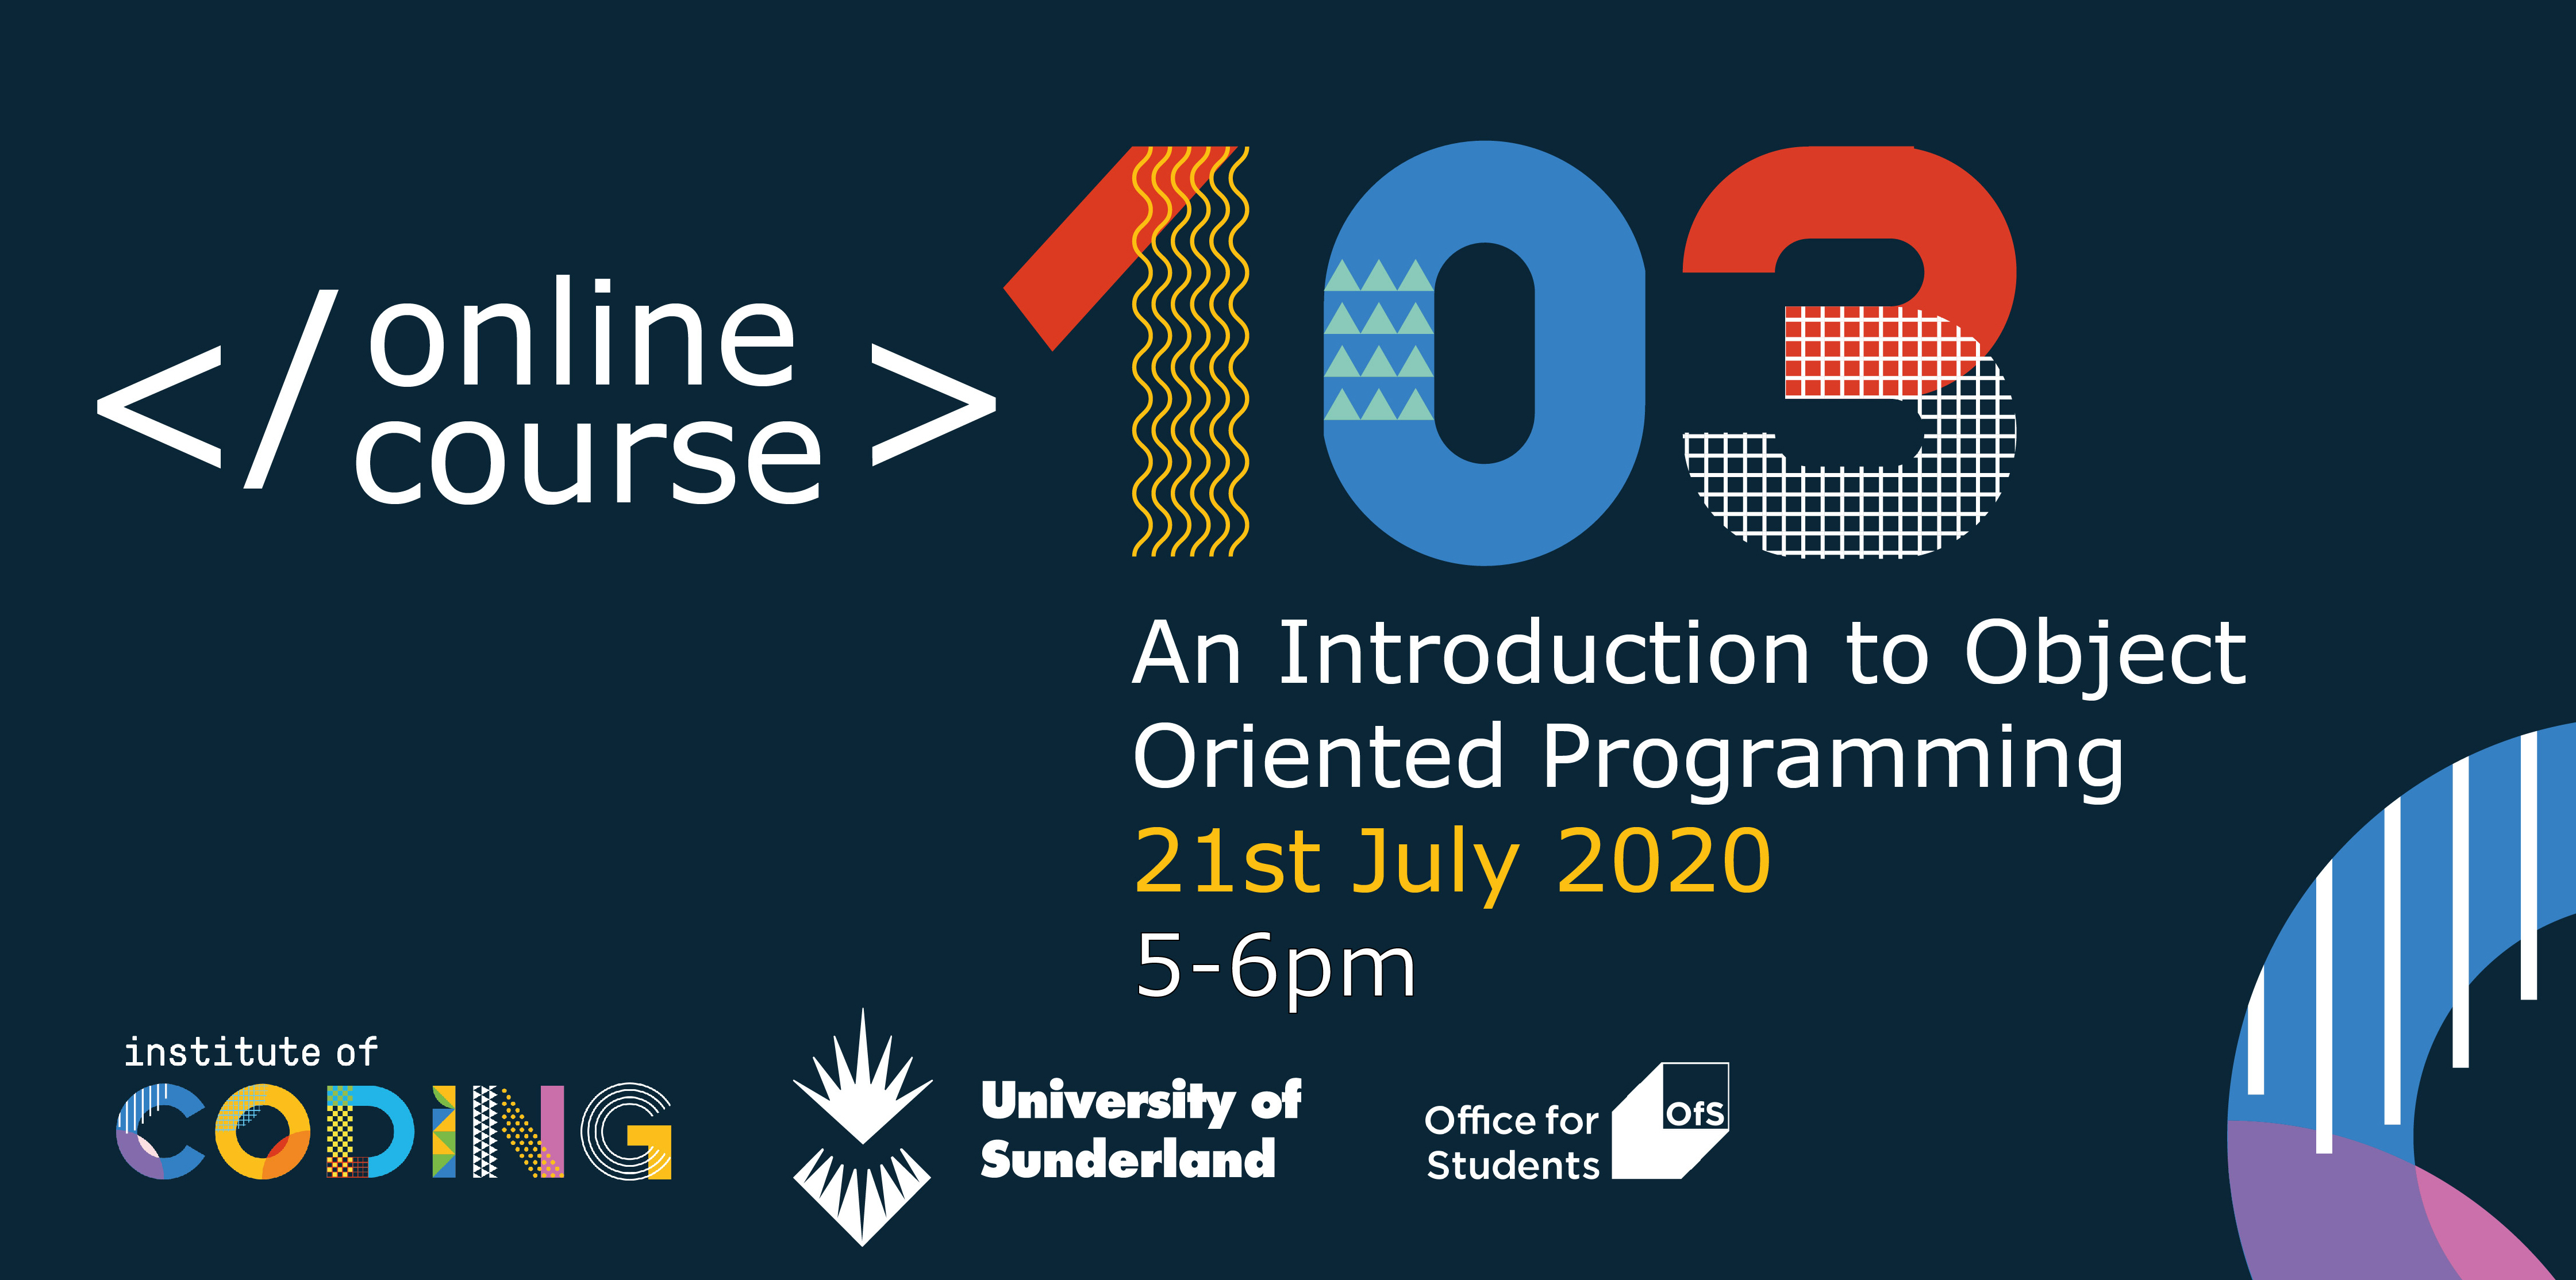 </ online course >
103
An Introduction to Object
Oriented Programming
21st July 2020
5-6pm
institute of
CODING
University of
Sunderland
Office for
Students
OfS